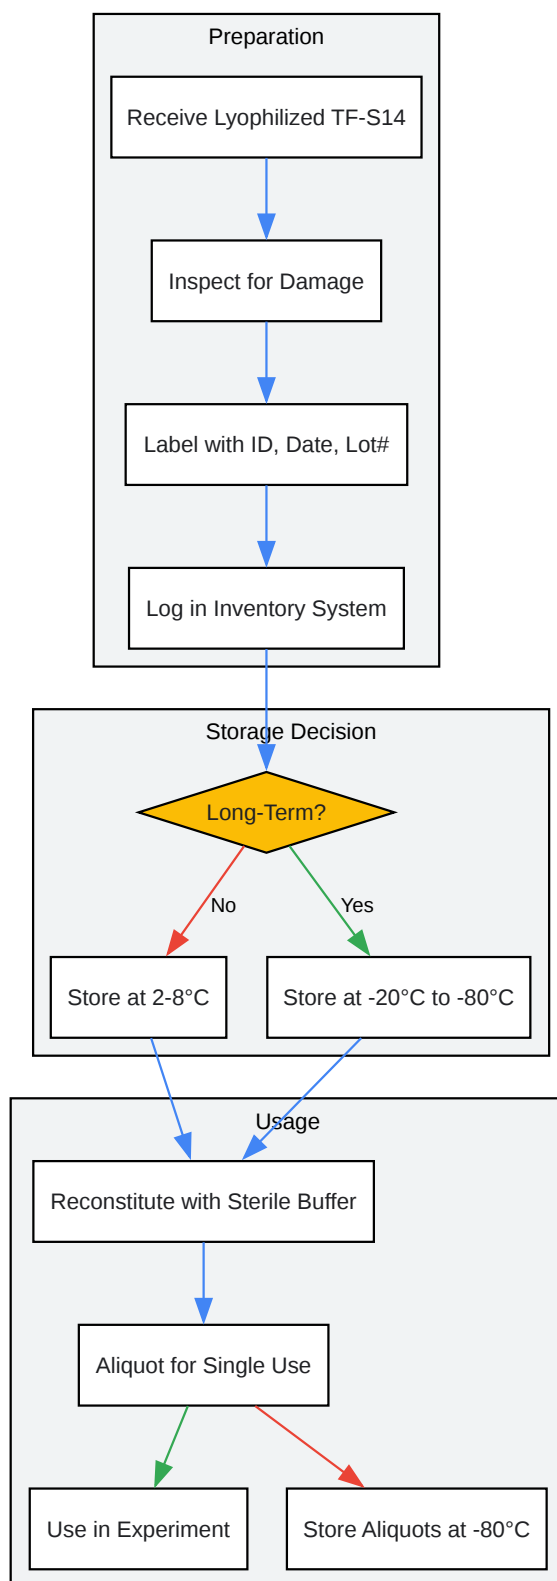 Preparation
Receive Lyophilized TF-S14
Inspect for Damage
Label with ID, Date, Lot#
Log in Inventory System
Storage Decision
Long-Term?
No
Yes
Store at 2-8°C
Store at -20°C to -80°C
Usage
Reconstitute with Sterile Buffer
Aliquot for Single Use
Use in Experiment
Store Aliquots at -80°C